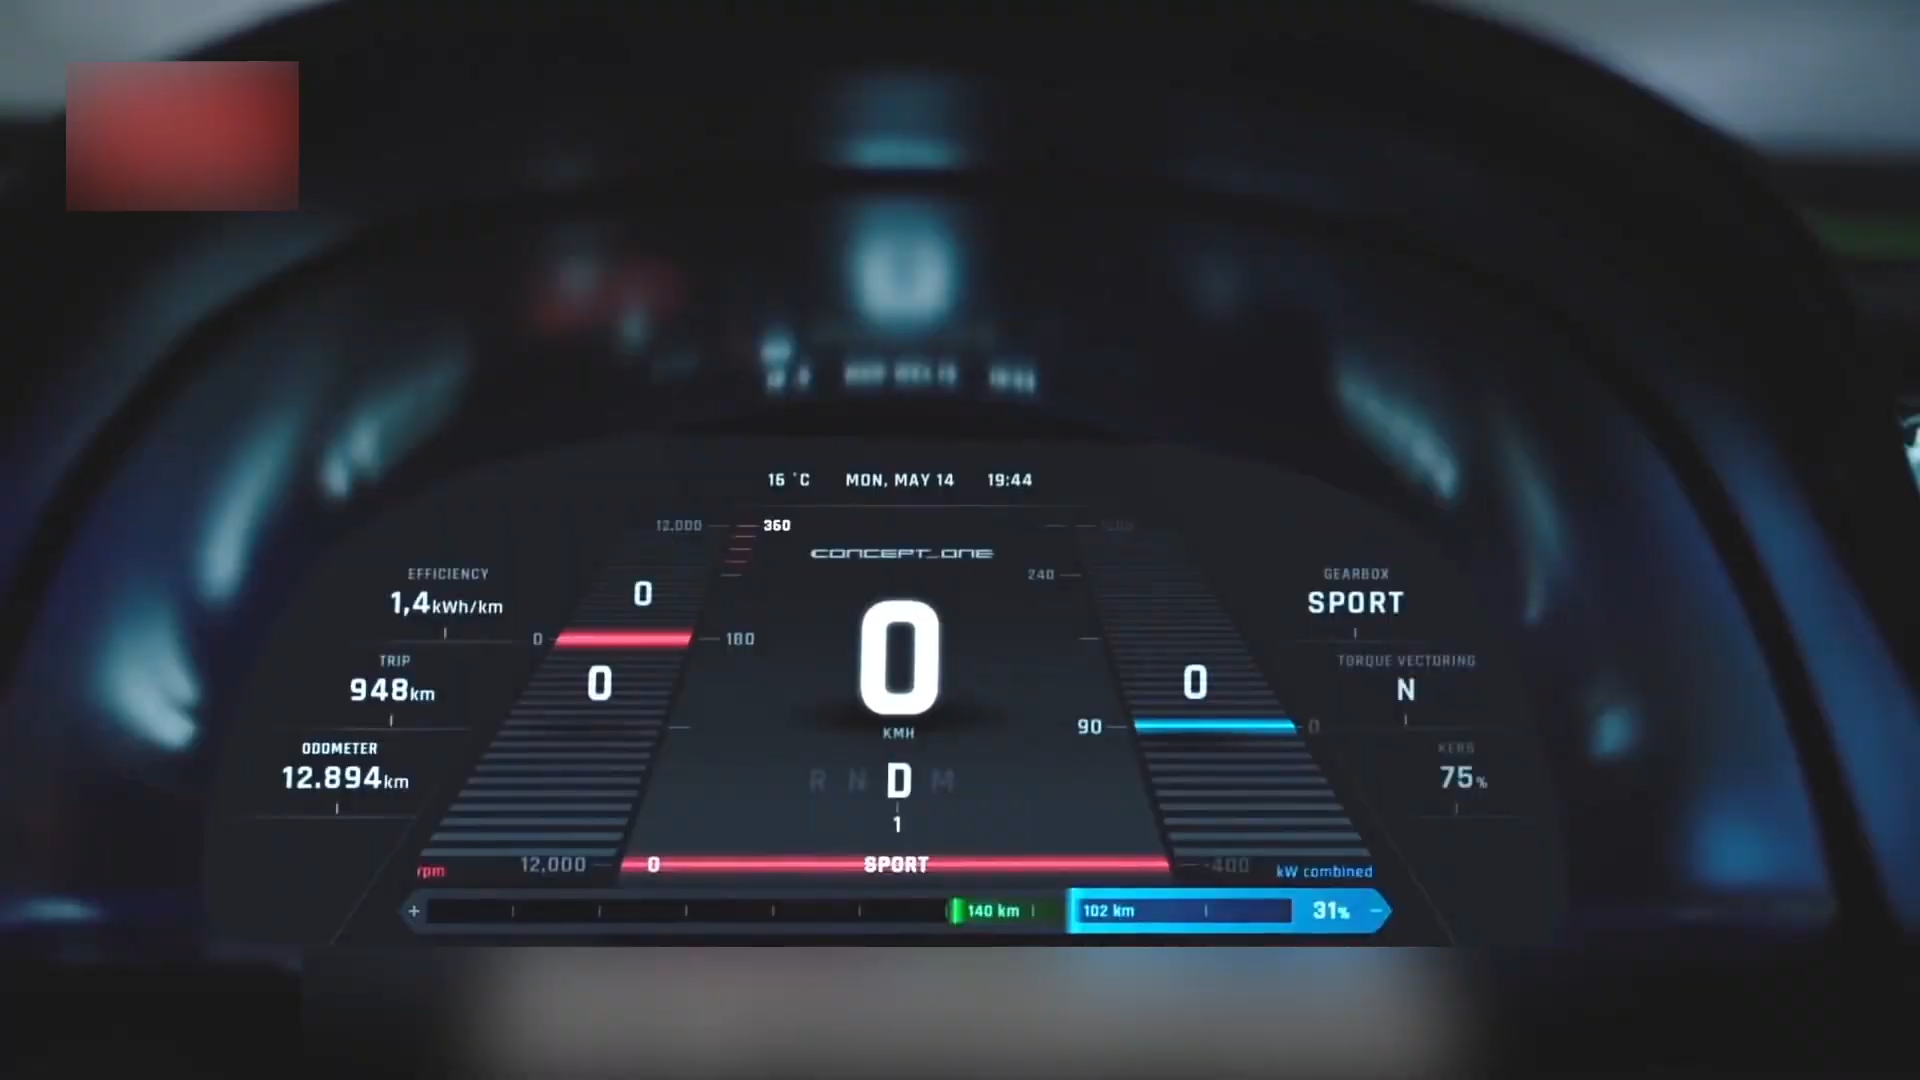 16 °C MON, MAY 14 19:44
12,000 360
CONCEPT_ONE
240
EFFICIENCY
1,4kWh/km
0
0 180
0
TRIP
948km
ODOMETER
12.894km
0
KMH
R N D M
1
GEARBOX
SPORT
TORQUE VECTORING
N
0
90 0
KERS
75%
rpm 12,000 0 SPORT -400 kW combined
+ 140 km 102 km 31% −